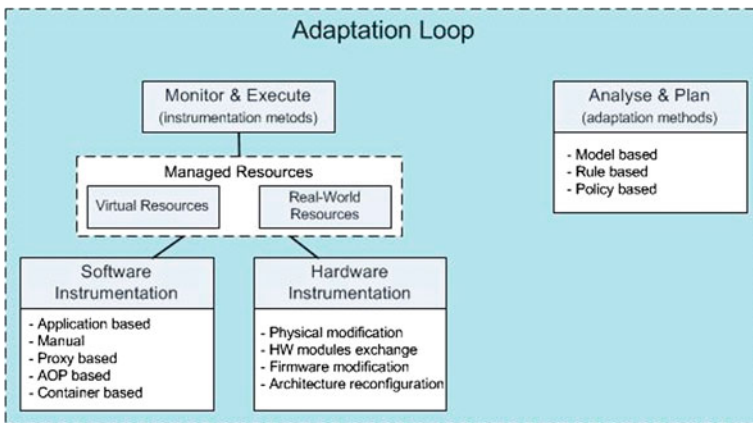 Adaptation Loop
Monitor & Execute
(instrumentation metods)
Managed Resources
Virtual Resources
Real-World
Resources
Software
Instrumentation
- Application based
- Manual
- Proxy based
- AOP based
- Container based
Hardware
Instrumentation
- Physical modification
- HW modules exchange
- Firmware modification
- Architecture reconfiguration
Analyse & Plan
(adaptation methods)
- Model based
- Rule based
- Policy based